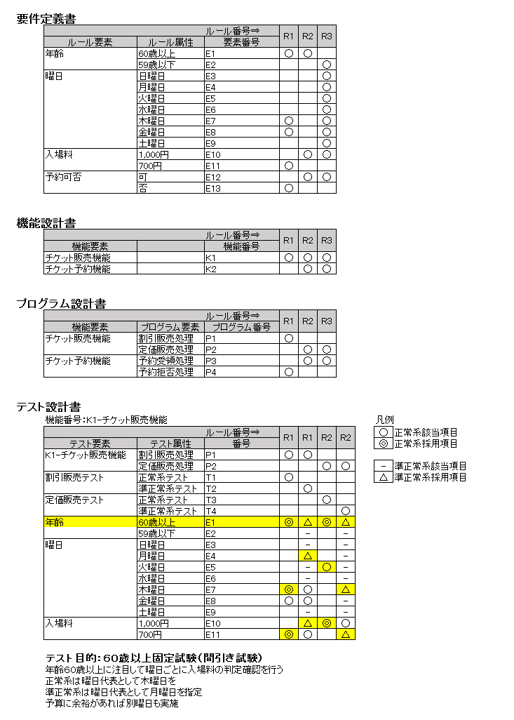 要件定義書
ルール番号⇒ R1 R2 R3
ルール要素 ルール属性 要素番号
年齢 60歳以上 E1 ○ ○
59歳以下 E2 ○
曜日 日曜日 E3 ○
月曜日 E4 ○
火曜日 E5 ○
水曜日 E6 ○
木曜日 E7 ○ ○
金曜日 E8 ○ ○
土曜日 E9 ○
入場料 1,000円 E10 ○ ○
700円 E11 ○
予約可否 可 E12 ○ ○
否 E13 ○
機能設計書
ルール番号⇒ R1 R2 R3
機能要素 機能番号
チケット販売機能 K1 ○ ○ ○
チケット予約機能 K2 ○ ○
プログラム設計書
ルール番号⇒ R1 R2 R3
機能要素 プログラム要素 プログラム番号
チケット販売機能 割引販売処理 P1 ○
定価販売処理 P2 ○ ○
チケット予約機能 予約受領処理 P3 ○ ○
予約拒否処理 P4 ○
テスト設計書
機能番号:K1-チケット販売機能
ルール番号⇒ R1 R1 R2 R2
テスト要素 テスト属性 番号
K1-チケット販売機能 割引販売処理 P1 ○ ○
定価販売処理 P2 ○ ○
割引販売テスト 正常系テスト T1 ○
準正常系テスト T2 ○
定価販売テスト 正常系テスト T3 ○
準正常系テスト T4 ○
年齢 60歳以上 E1 ◎ △ ◎ △
59歳以下 E2 - -
曜日 日曜日 E3 - -
月曜日 E4 △ -
火曜日 E5 - ○ -
水曜日 E6 - -
木曜日 E7 ◎ ○ △
金曜日 E8 ○ ○ ○
土曜日 E9 - -
入場料 1,000円 E10 △ ◎ ○
700円 E11 ◎ ○ △
凡例
○ 正常系該当項目
◎ 正常系採用項目
- 準正常系該当項目
△ 準正常系採用項目
テスト目的:60歳以上固定試験(間引き試験)
年齢60歳以上に注目して曜日ごとに入場料の判定確認を行う
正常系は曜日代表として木曜日を
準正常系は曜日代表として月曜日を指定
予算に余裕があれば別曜日も実施